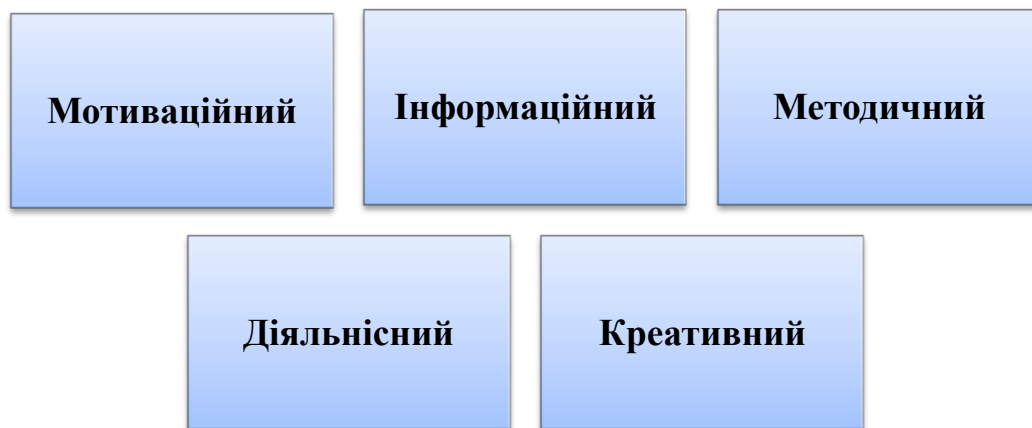 Мотиваційний
Інформаційний
Методичний
Діяльнісний
Креативний